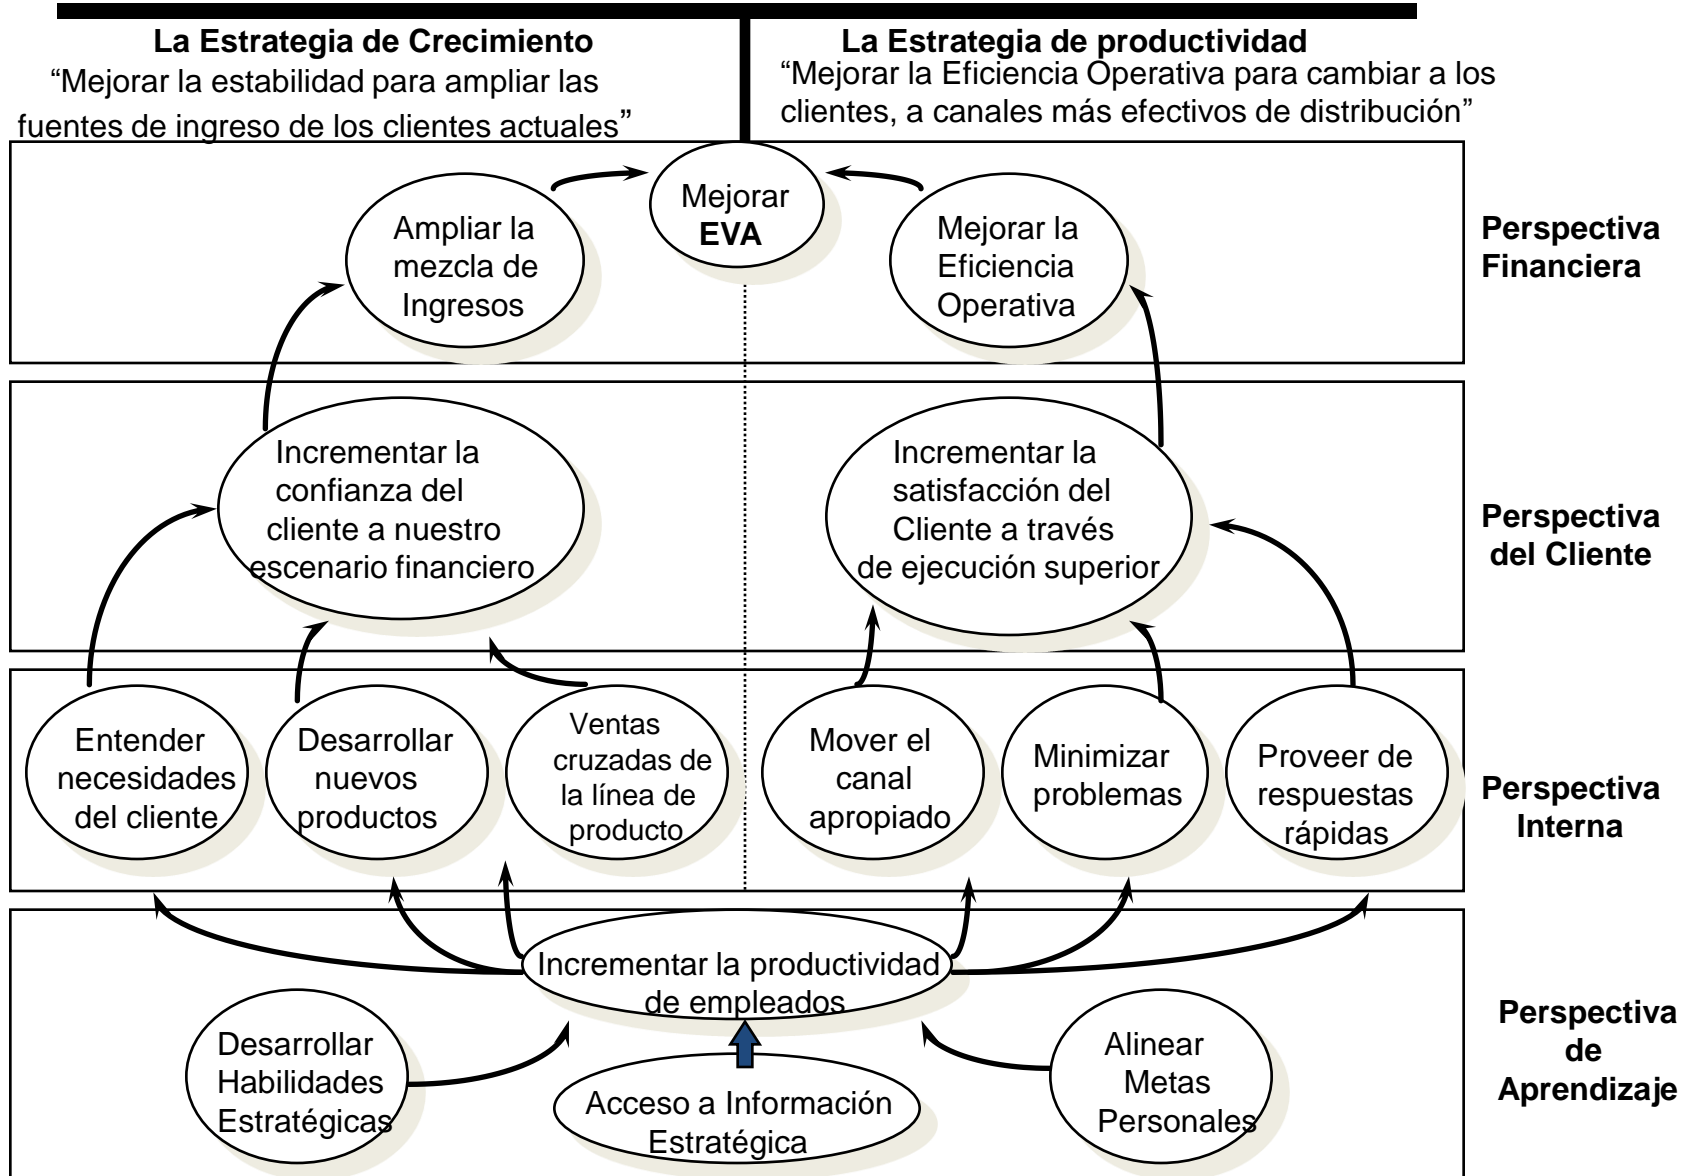 La Estrategia de Crecimiento
“Mejorar la estabilidad para ampliar las
fuentes de ingreso de los clientes actuales”
La Estrategia de productividad
“Mejorar la Eficiencia Operativa para cambiar a los
clientes, a canales más efectivos de distribución”
Ampliar la
mezcla de
Ingresos
Mejorar
EVA
Mejorar la
Eficiencia
Operativa
Perspectiva
Financiera
Incrementar la
confianza del
cliente a nuestro
escenario financiero
Incrementar la
satisfacción del
Cliente a través
de ejecución superior
Perspectiva
del Cliente
Entender
necesidades
del cliente
Desarrollar
nuevos
productos
Ventas
cruzadas de
la línea de
producto
Mover el
canal
apropiado
Minimizar
problemas
Proveer de
respuestas
rápidas
Perspectiva
Interna
Incrementar la productividad
de empleados
Desarrollar
Habilidades
Estratégicas
Acceso a Información
Estratégica
Alinear
Metas
Personales
Perspectiva
de
Aprendizaje